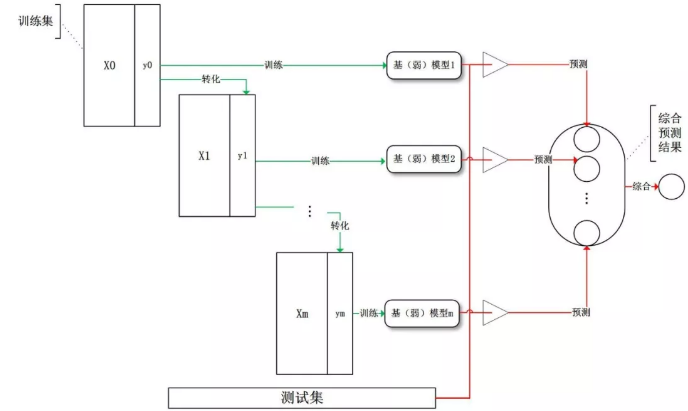 训练集
X0
y0
训练
基（弱）模型1
预测
转化
X1
y1
训练
基（弱）模型2
预测
综合
预测
结果
综合
转化
Xm
ym
训练
基（弱）模型m
预测
测试集